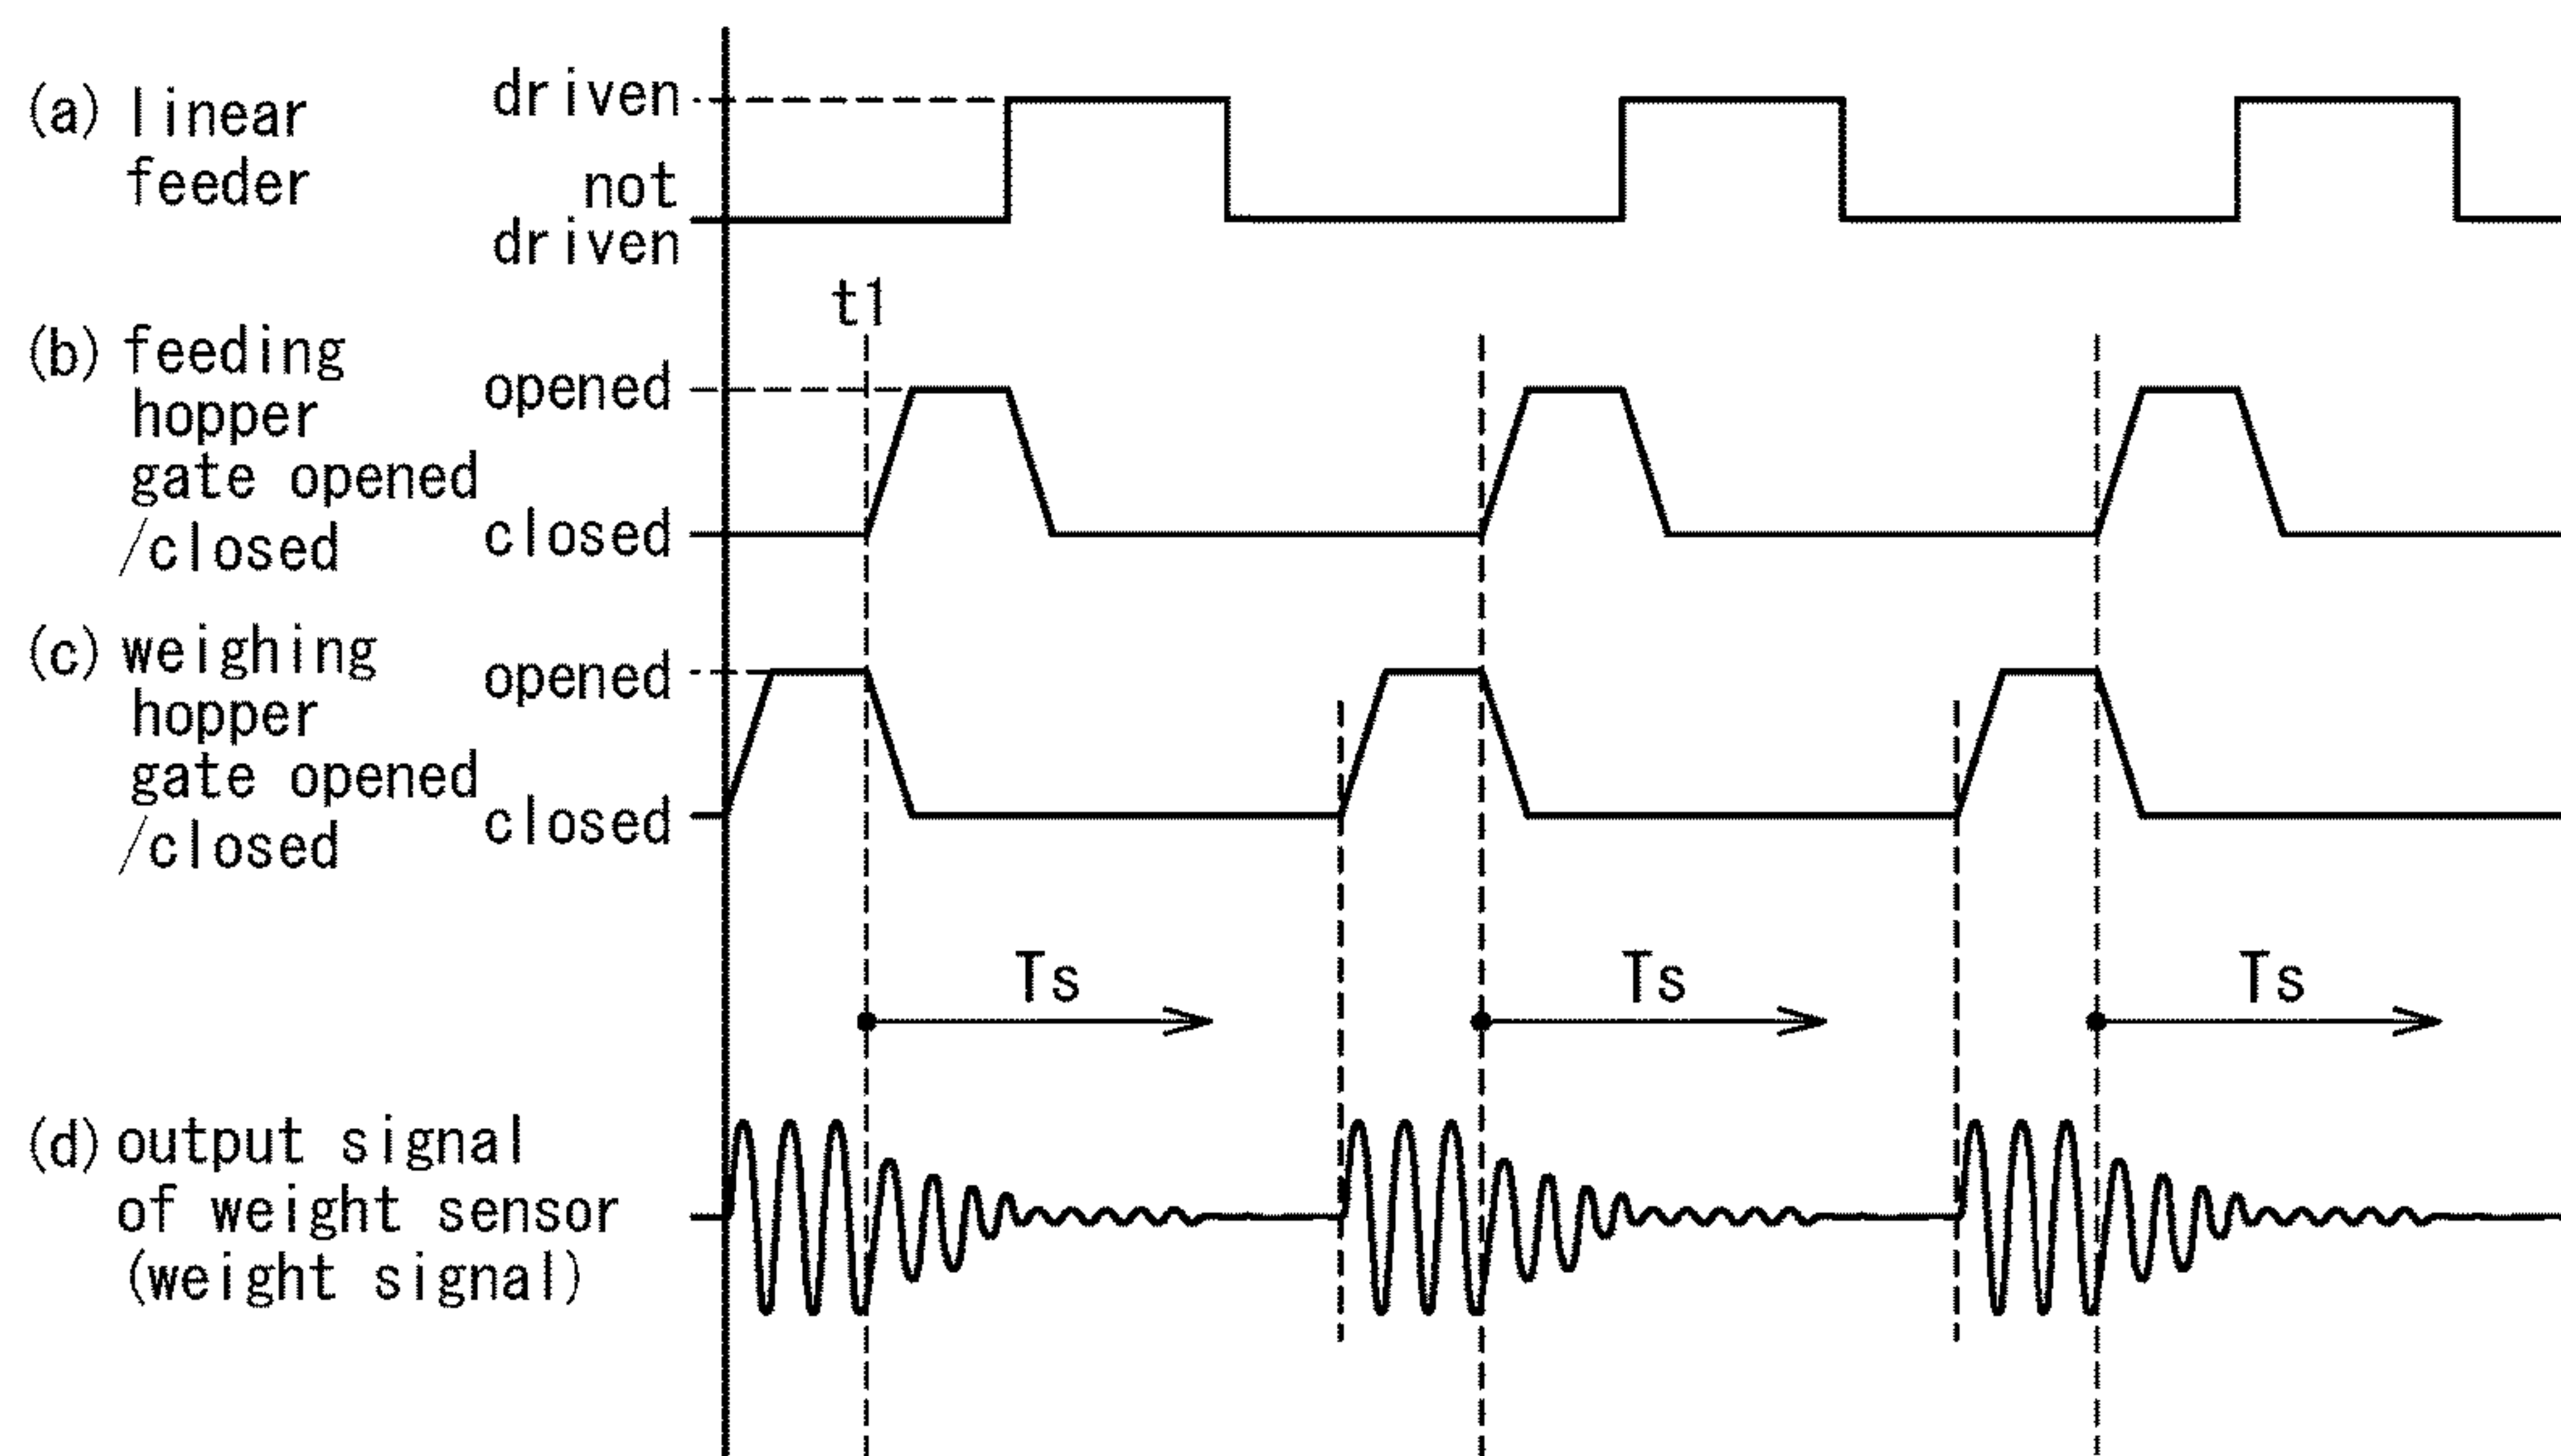 (a) linear
feeder
driven
not
driven
t1
(b) feeding
hopper
gate opened
/closed
opened
closed
(c) weighing
hopper
gate opened
/closed
opened
closed
Ts
Ts
Ts
(d) output signal
of weight sensor
(weight signal)